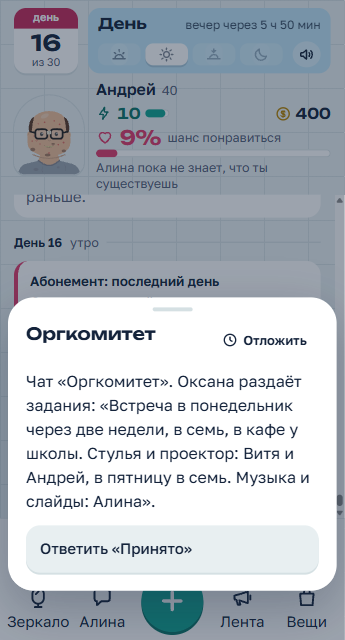 день
16
из 30
День
вечер через 5 ч 50 мин
Андрей 40
10
400
9% шанс понравиться
Алина пока не знает, что ты
существуешь
раньше.
День 16 утро
Абонемент: последний день
Оргкомитет
Отложить
Чат «Оргкомитет». Оксана раздаёт
задания: «Встреча в понедельник
через две недели, в семь, в кафе у
школы. Стулья и проектор: Витя и
Андрей, в пятницу в семь. Музыка и
слайды: Алина».
Ответить «Принято»
Зеркало
Алина
Лента
Вещи